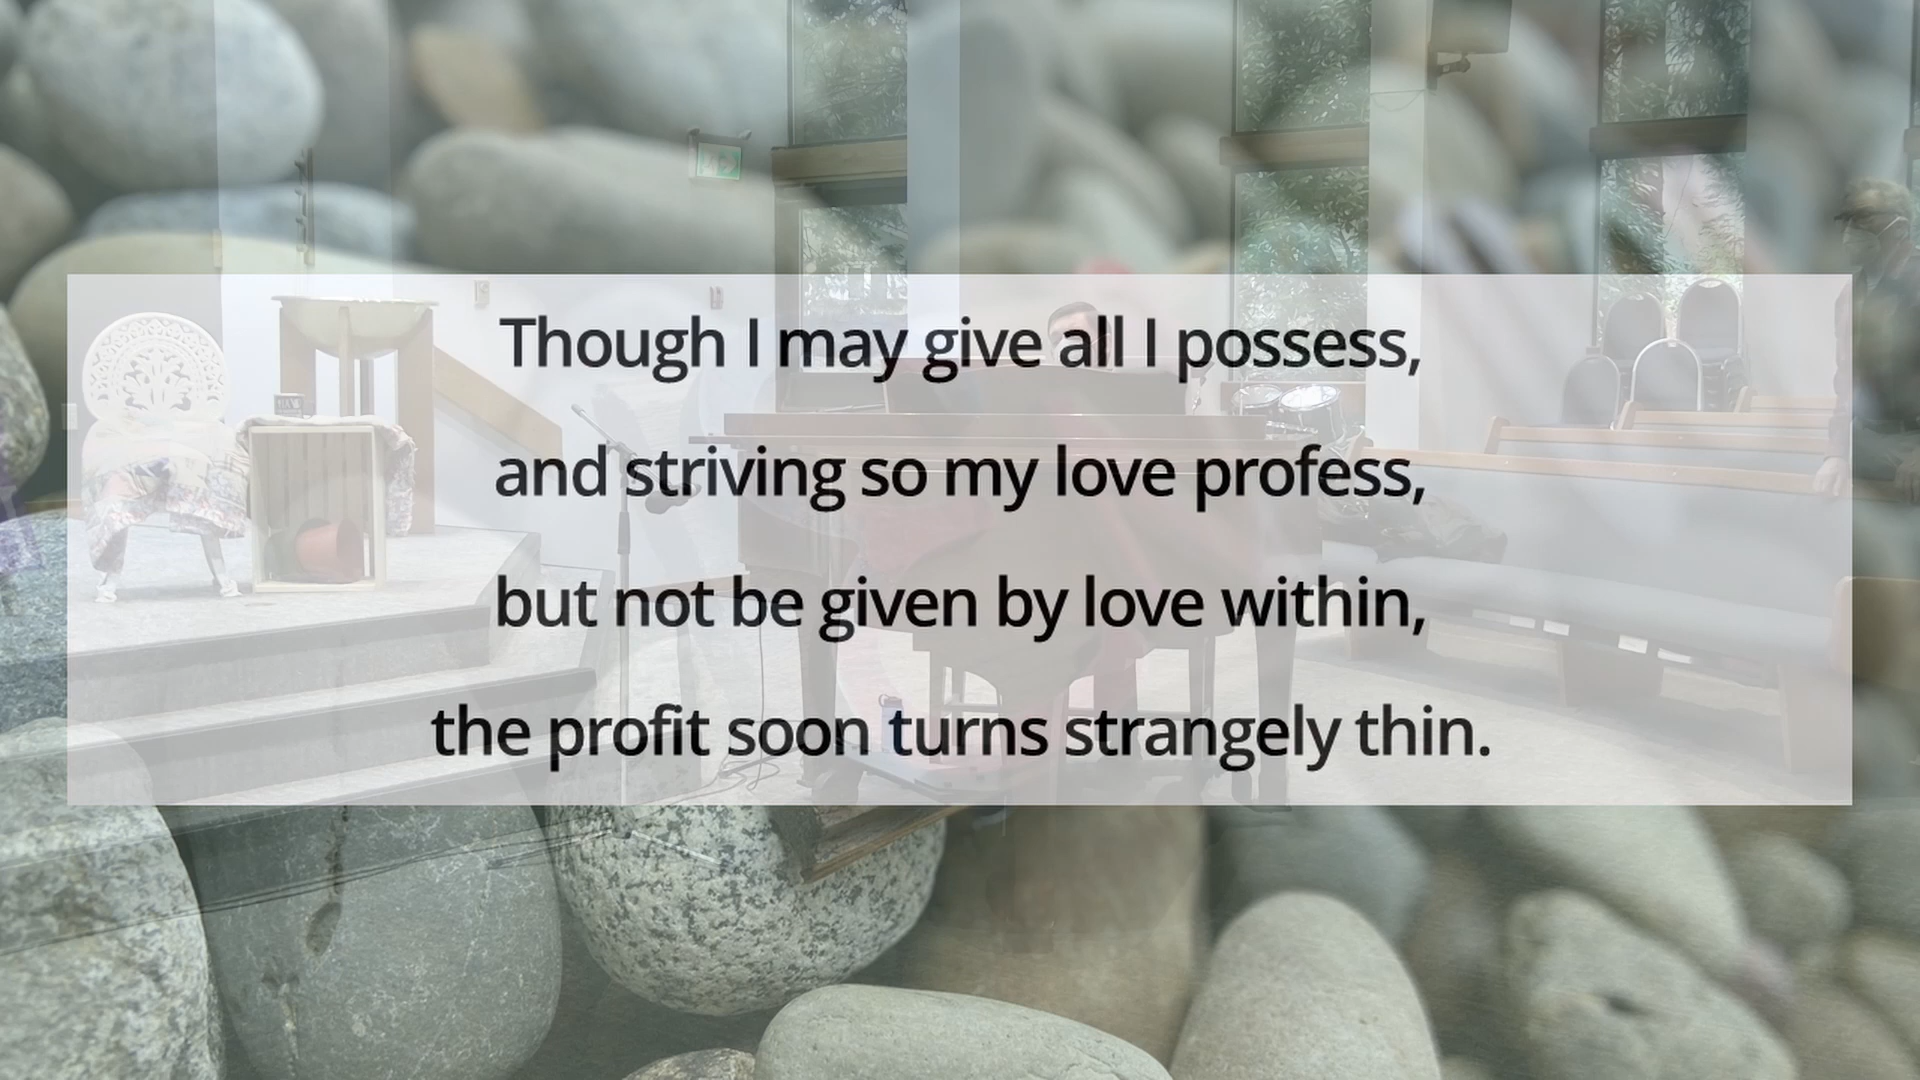 Though I may give all I possess,
and striving so my love profess,
but not be given by love within,
the profit soon turns strangely thin.